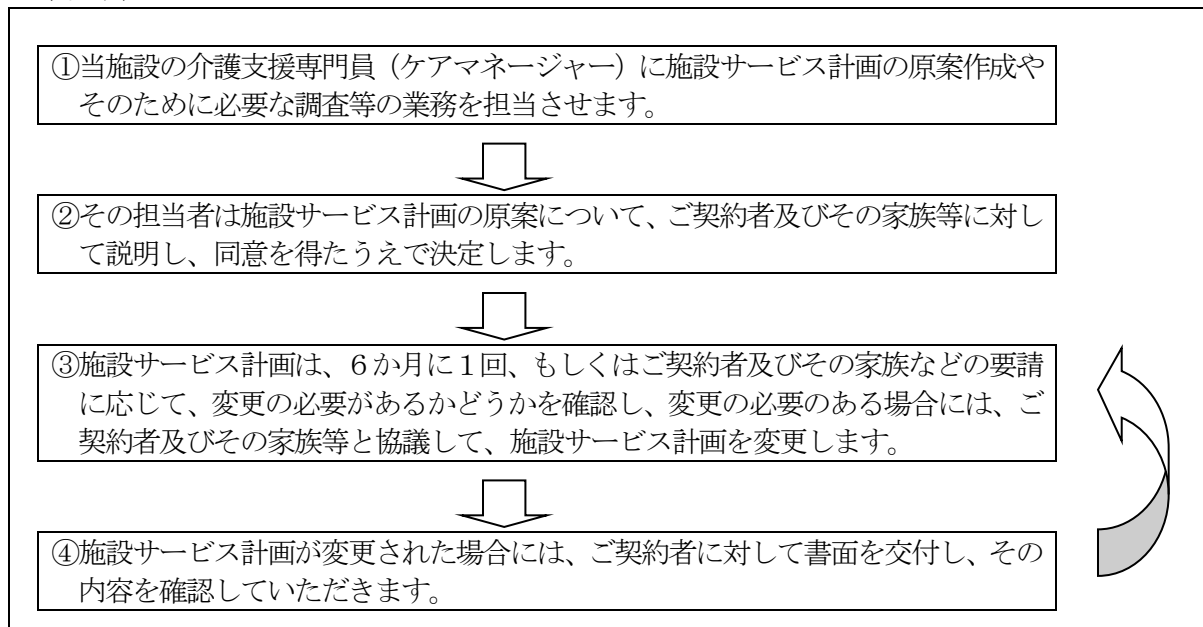 ①当施設の介護支援専門員（ケアマネージャー）に施設サービス計画の原案作成や
そのために必要な調査等の業務を担当させます。
②その担当者は施設サービス計画の原案について、ご契約者及びその家族等に対し
て説明し、同意を得たうえで決定します。
③施設サービス計画は、６か月に１回、もしくはご契約者及びその家族などの要請
に応じて、変更の必要があるかどうかを確認し、変更の必要のある場合には、ご
契約者及びその家族等と協議して、施設サービス計画を変更します。
④施設サービス計画が変更された場合には、ご契約者に対して書面を交付し、その
内容を確認していただきます。